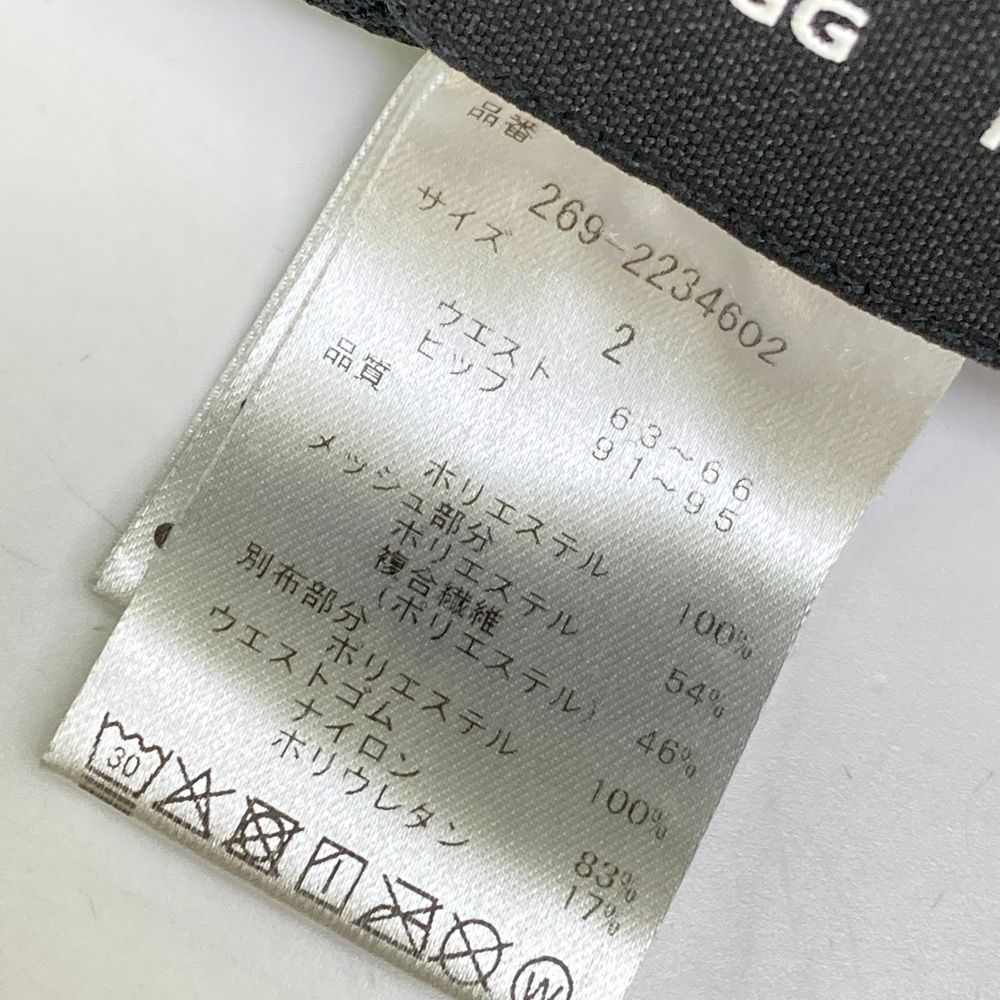 GG
品番
269-2234602
サイズ
2
ウエスト 63～66
ヒップ 91～95
品質
ポリエステル 100%
メッシュ部分
ポリエステル 54%
複合繊維
(ポリエステル) 46%
別布部分
ポリエステル 100%
ウエストゴム
ナイロン 83%
ポリウレタン 17%
30
W